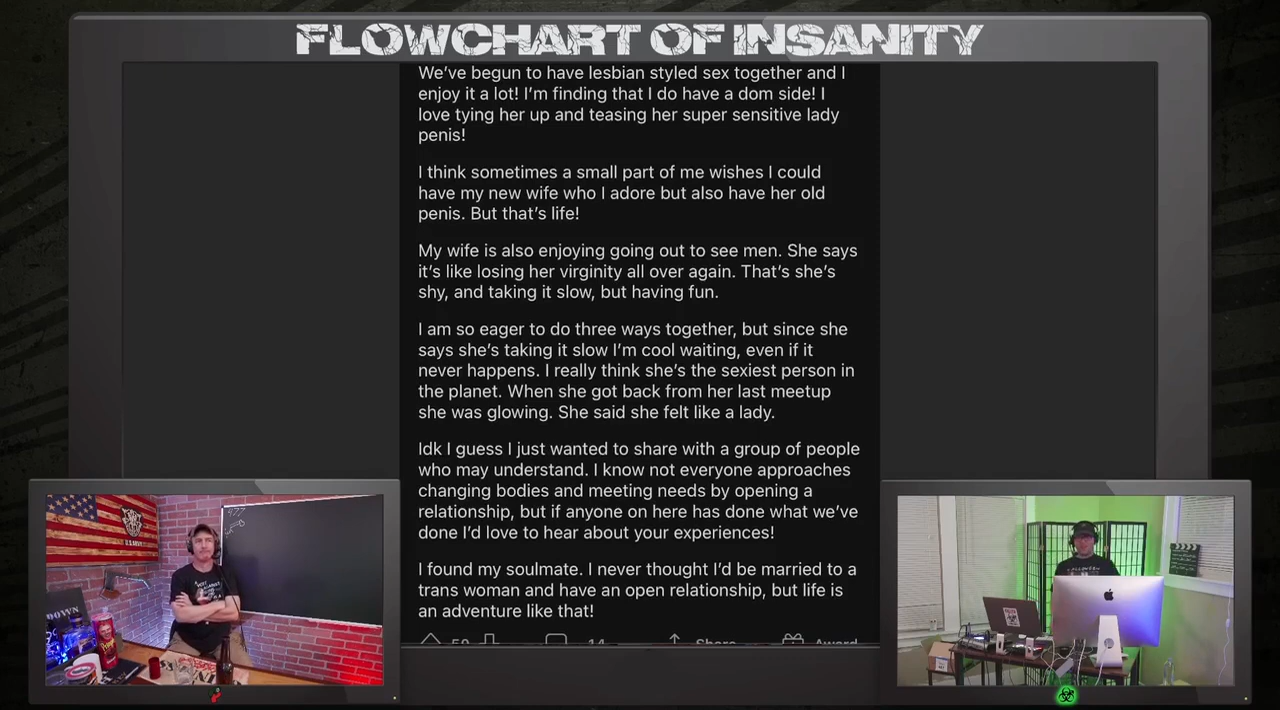 FLOWCHART OF INSANITY
We've begun to have lesbian styled sex together and I
enjoy it a lot! I'm finding that I do have a dom side! I
love tying her up and teasing her super sensitive lady
penis!
I think sometimes a small part of me wishes I could
have my new wife who I adore but also have her old
penis. But that's life!
My wife is also enjoying going out to see men. She says
it's like losing her virginity all over again. That's she's
shy, and taking it slow, but having fun.
I am so eager to do three ways together, but since she
says she's taking it slow I'm cool waiting, even if it
never happens. I really think she's the sexiest person in
the planet. When she got back from her last meetup
she was glowing. She said she felt like a lady.
Idk I guess I just wanted to share with a group of people
who may understand. I know not everyone approaches
changing bodies and meeting needs by opening a
relationship, but if anyone on here has done what we've
done I'd love to hear about your experiences!
I found my soulmate. I never thought I'd be married to a
trans woman and have an open relationship, but life is
an adventure like that!
59 14 Share Award
U.S. ARMY
DOWN